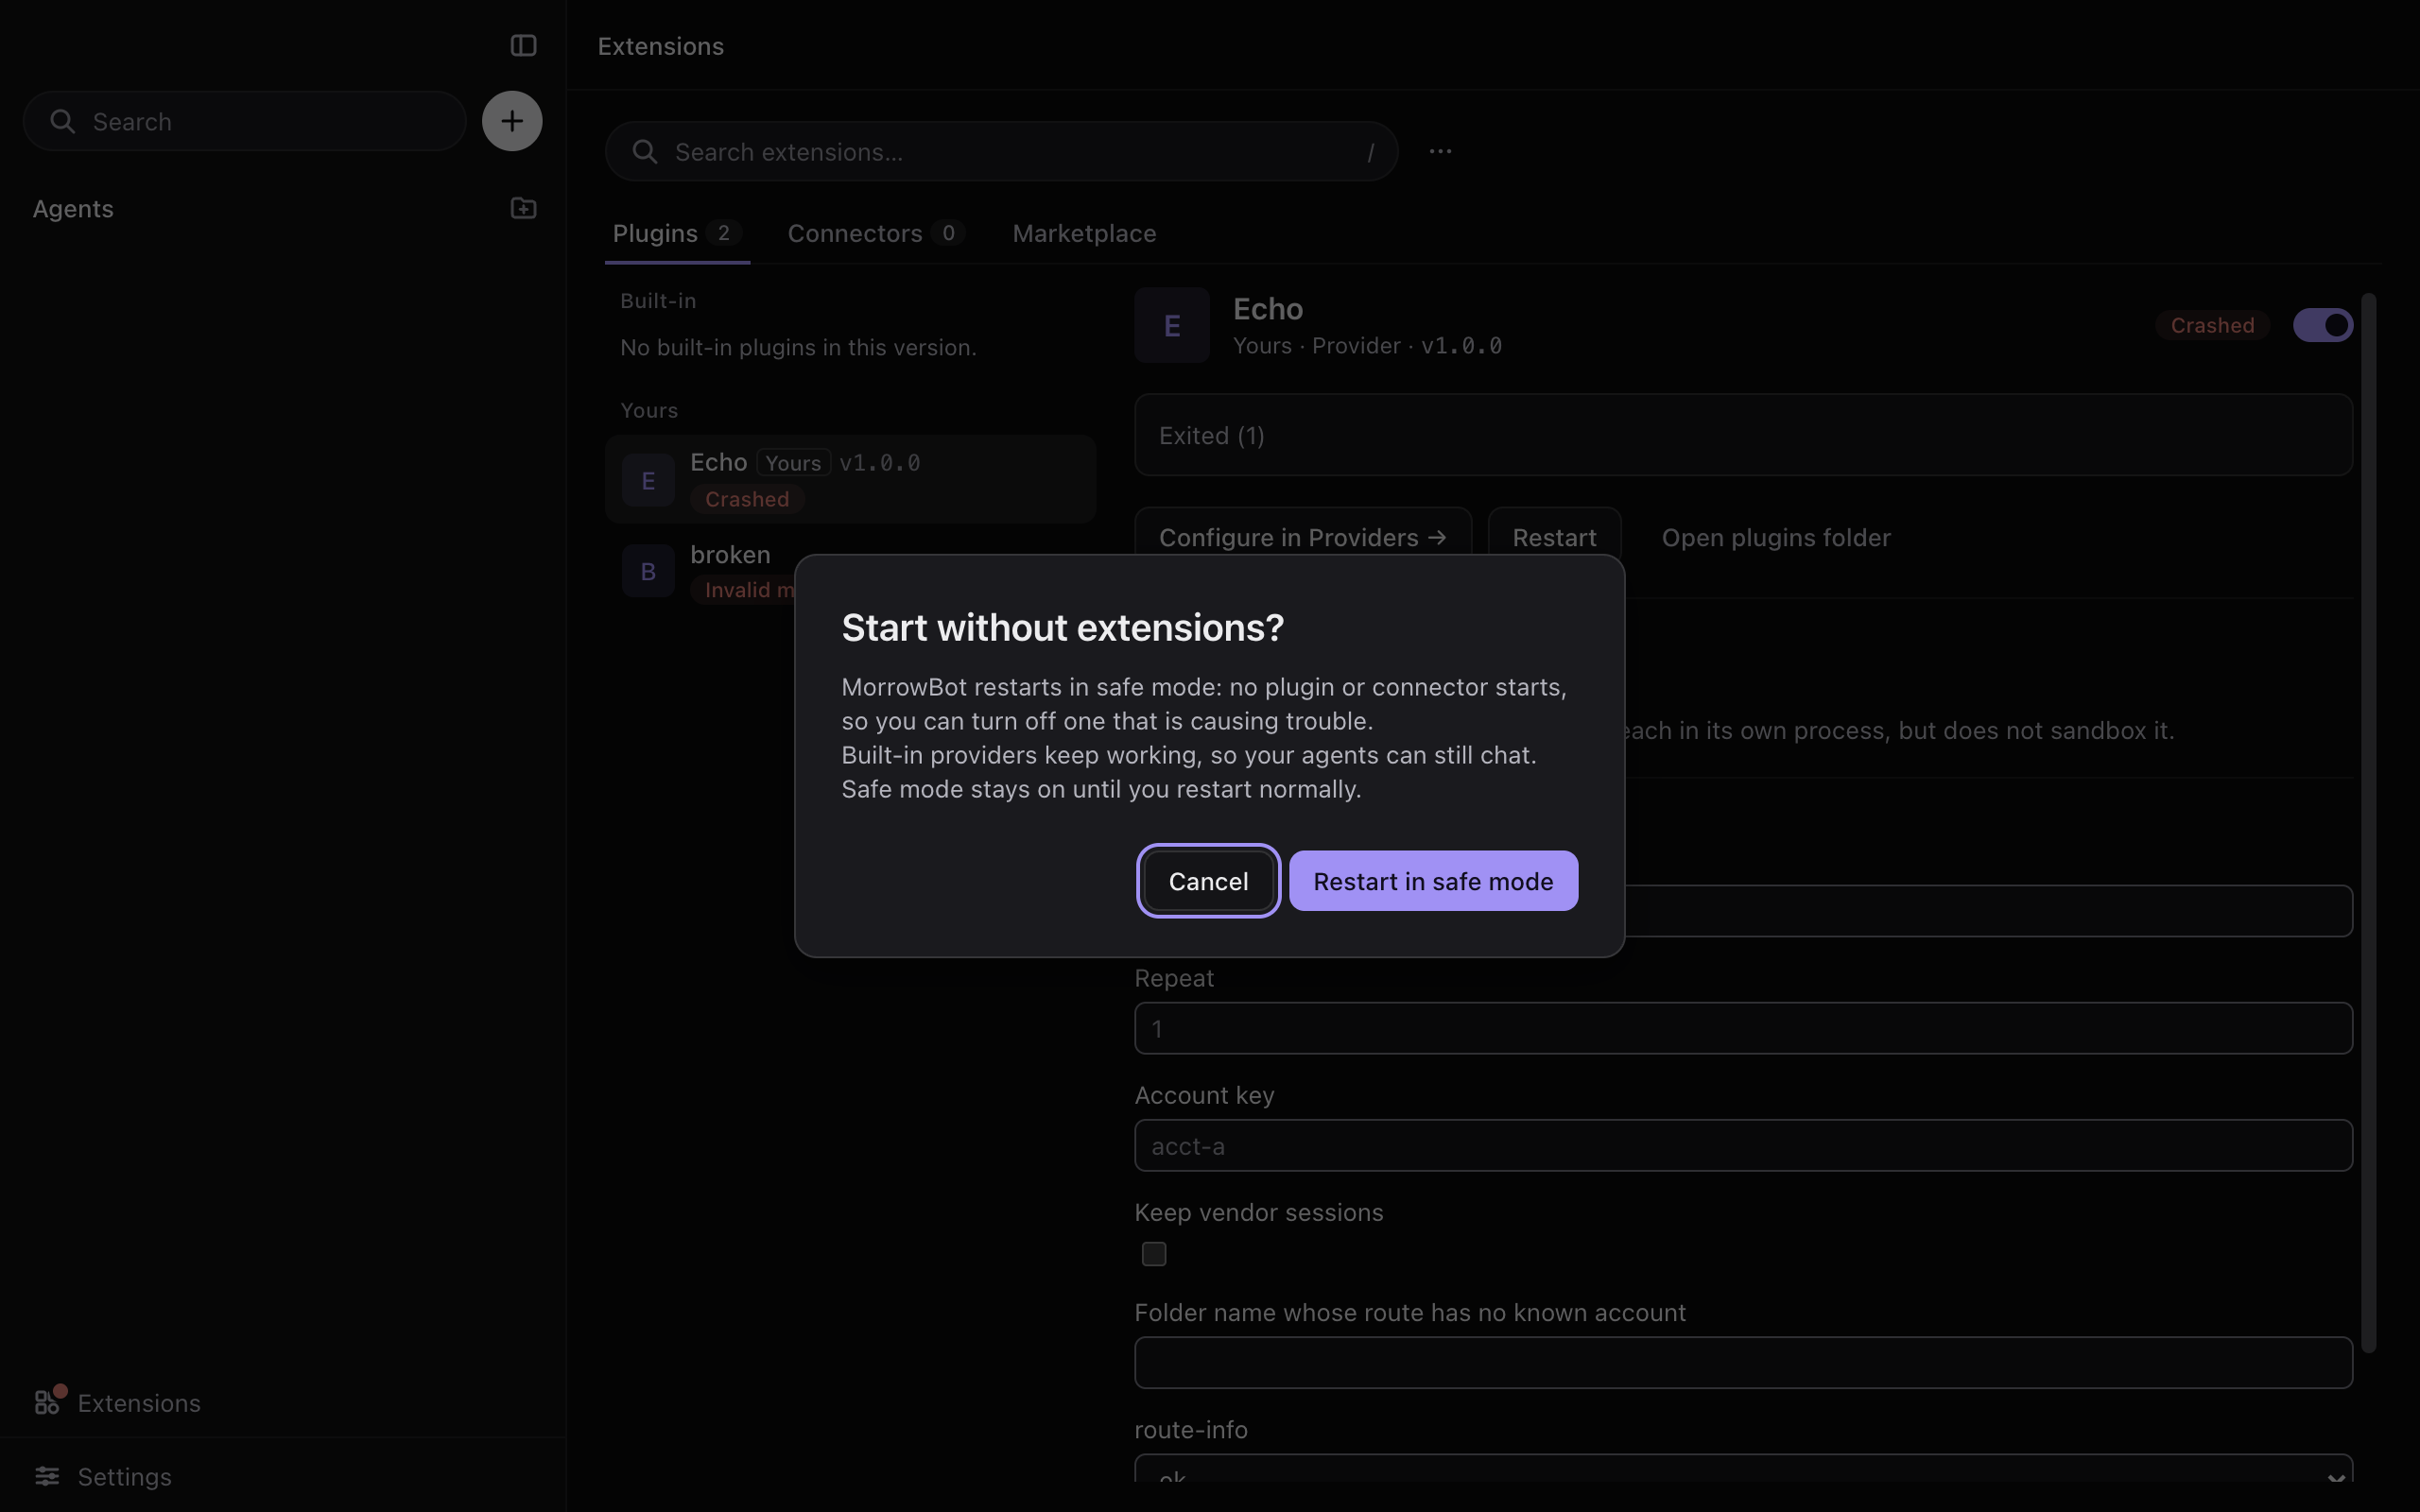 Extensions
Search
Agents
Search extensions...
/
Plugins 2
Connectors 0
Marketplace
Built-in
No built-in plugins in this version.
Yours
E
Echo Yours v1.0.0
Crashed
B
broken
Invalid m
E
Echo
Yours · Provider · v1.0.0
Crashed
Exited (1)
Configure in Providers →
Restart
Open plugins folder
each in its own process, but does not sandbox it.
Start without extensions?
MorrowBot restarts in safe mode: no plugin or connector starts,
so you can turn off one that is causing trouble.
Built-in providers keep working, so your agents can still chat.
Safe mode stays on until you restart normally.
Cancel
Restart in safe mode
Repeat
1
Account key
acct-a
Keep vendor sessions
Folder name whose route has no known account
route-info
ok
Extensions
Settings